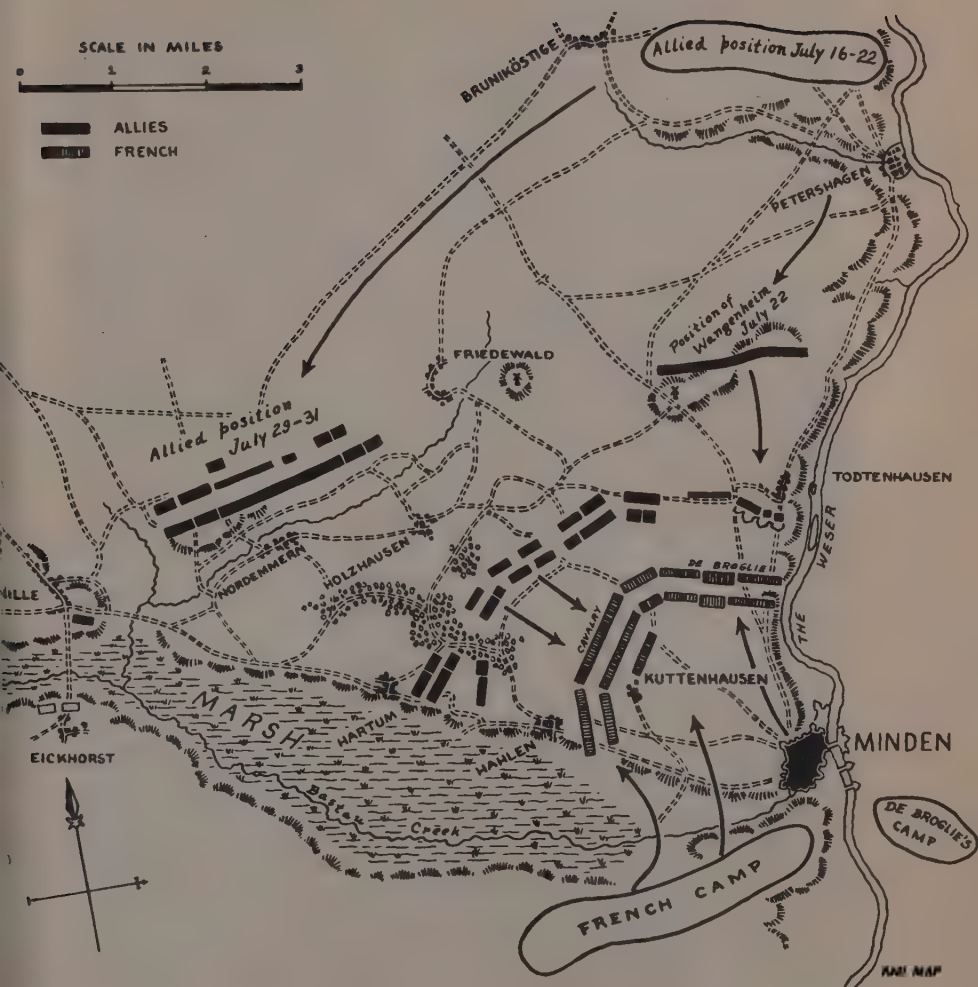 SCALE IN MILES
0 1 2 3
ALLIES
FRENCH
BRUNIKÖSTIGE
Allied position July 16-22
PETERSHAGEN
Position of
Wangenheim
July 22
FRIEDEWALD
Allied position
July 29-31
TODTENHAUSEN
THE WESER
NORDEMMERN
HOLZHAUSEN
NILLE
DE BROGLIE
CAVALRY
KUTTENHAUSEN
MARSH
HARTUM
HAHLEN
MINDEN
EICKHORST
Bastau
Creek
DE BROGLIE'S
CAMP
FRENCH CAMP
MAP